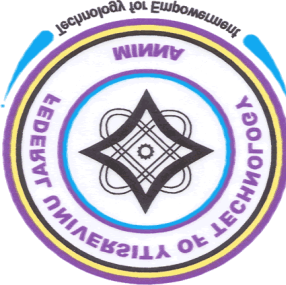 FEDERAL UNIVERSITY OF TECHNOLOGY
MINNA
Technology for Empowerment